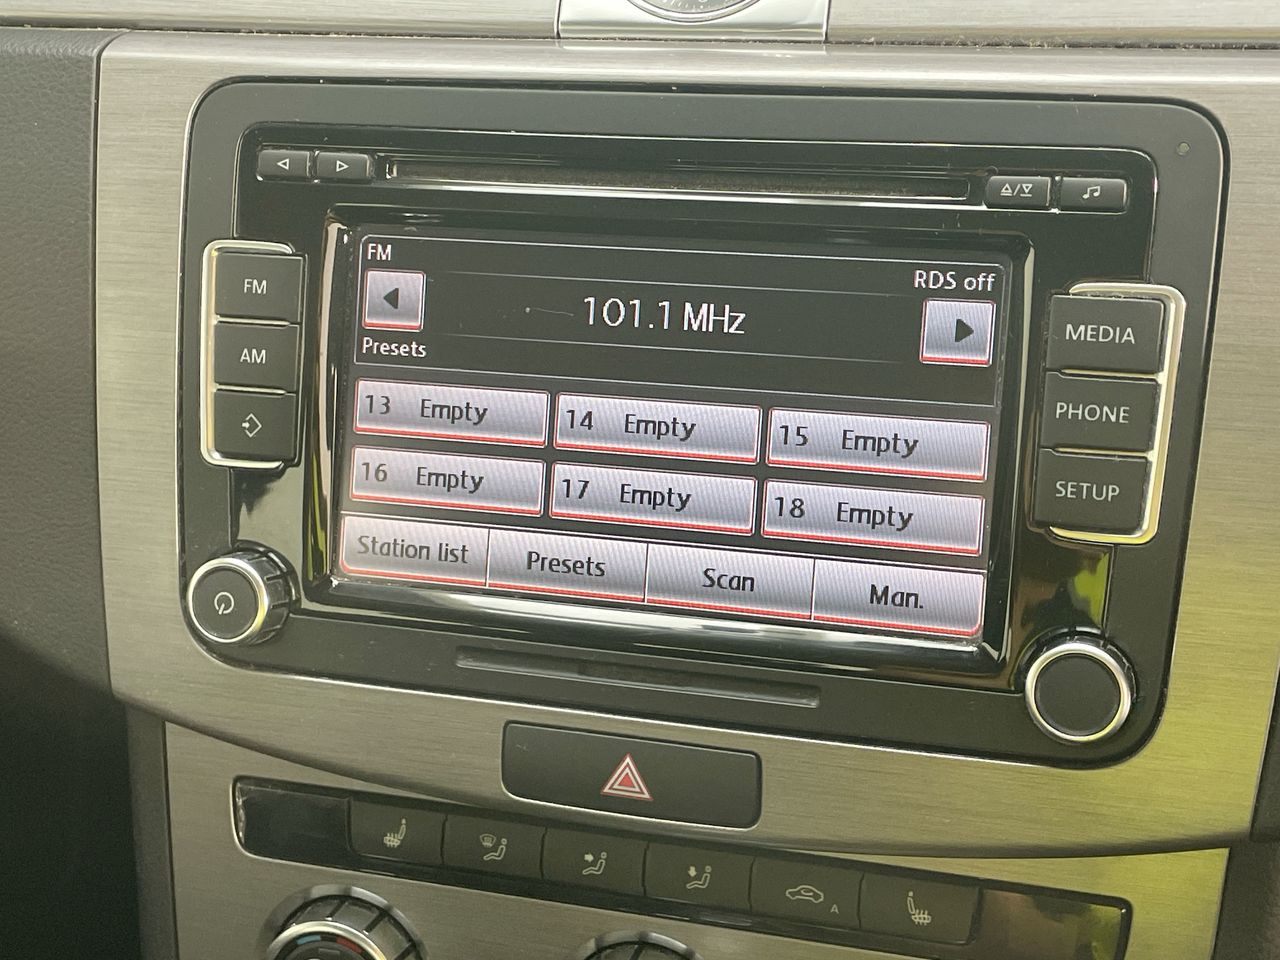 FM
RDS off
101.1 MHz
Presets
13 Empty
14 Empty
15 Empty
16 Empty
17 Empty
18 Empty
Station list
Presets
Scan
Man.
FM
AM
MEDIA
PHONE
SETUP
A